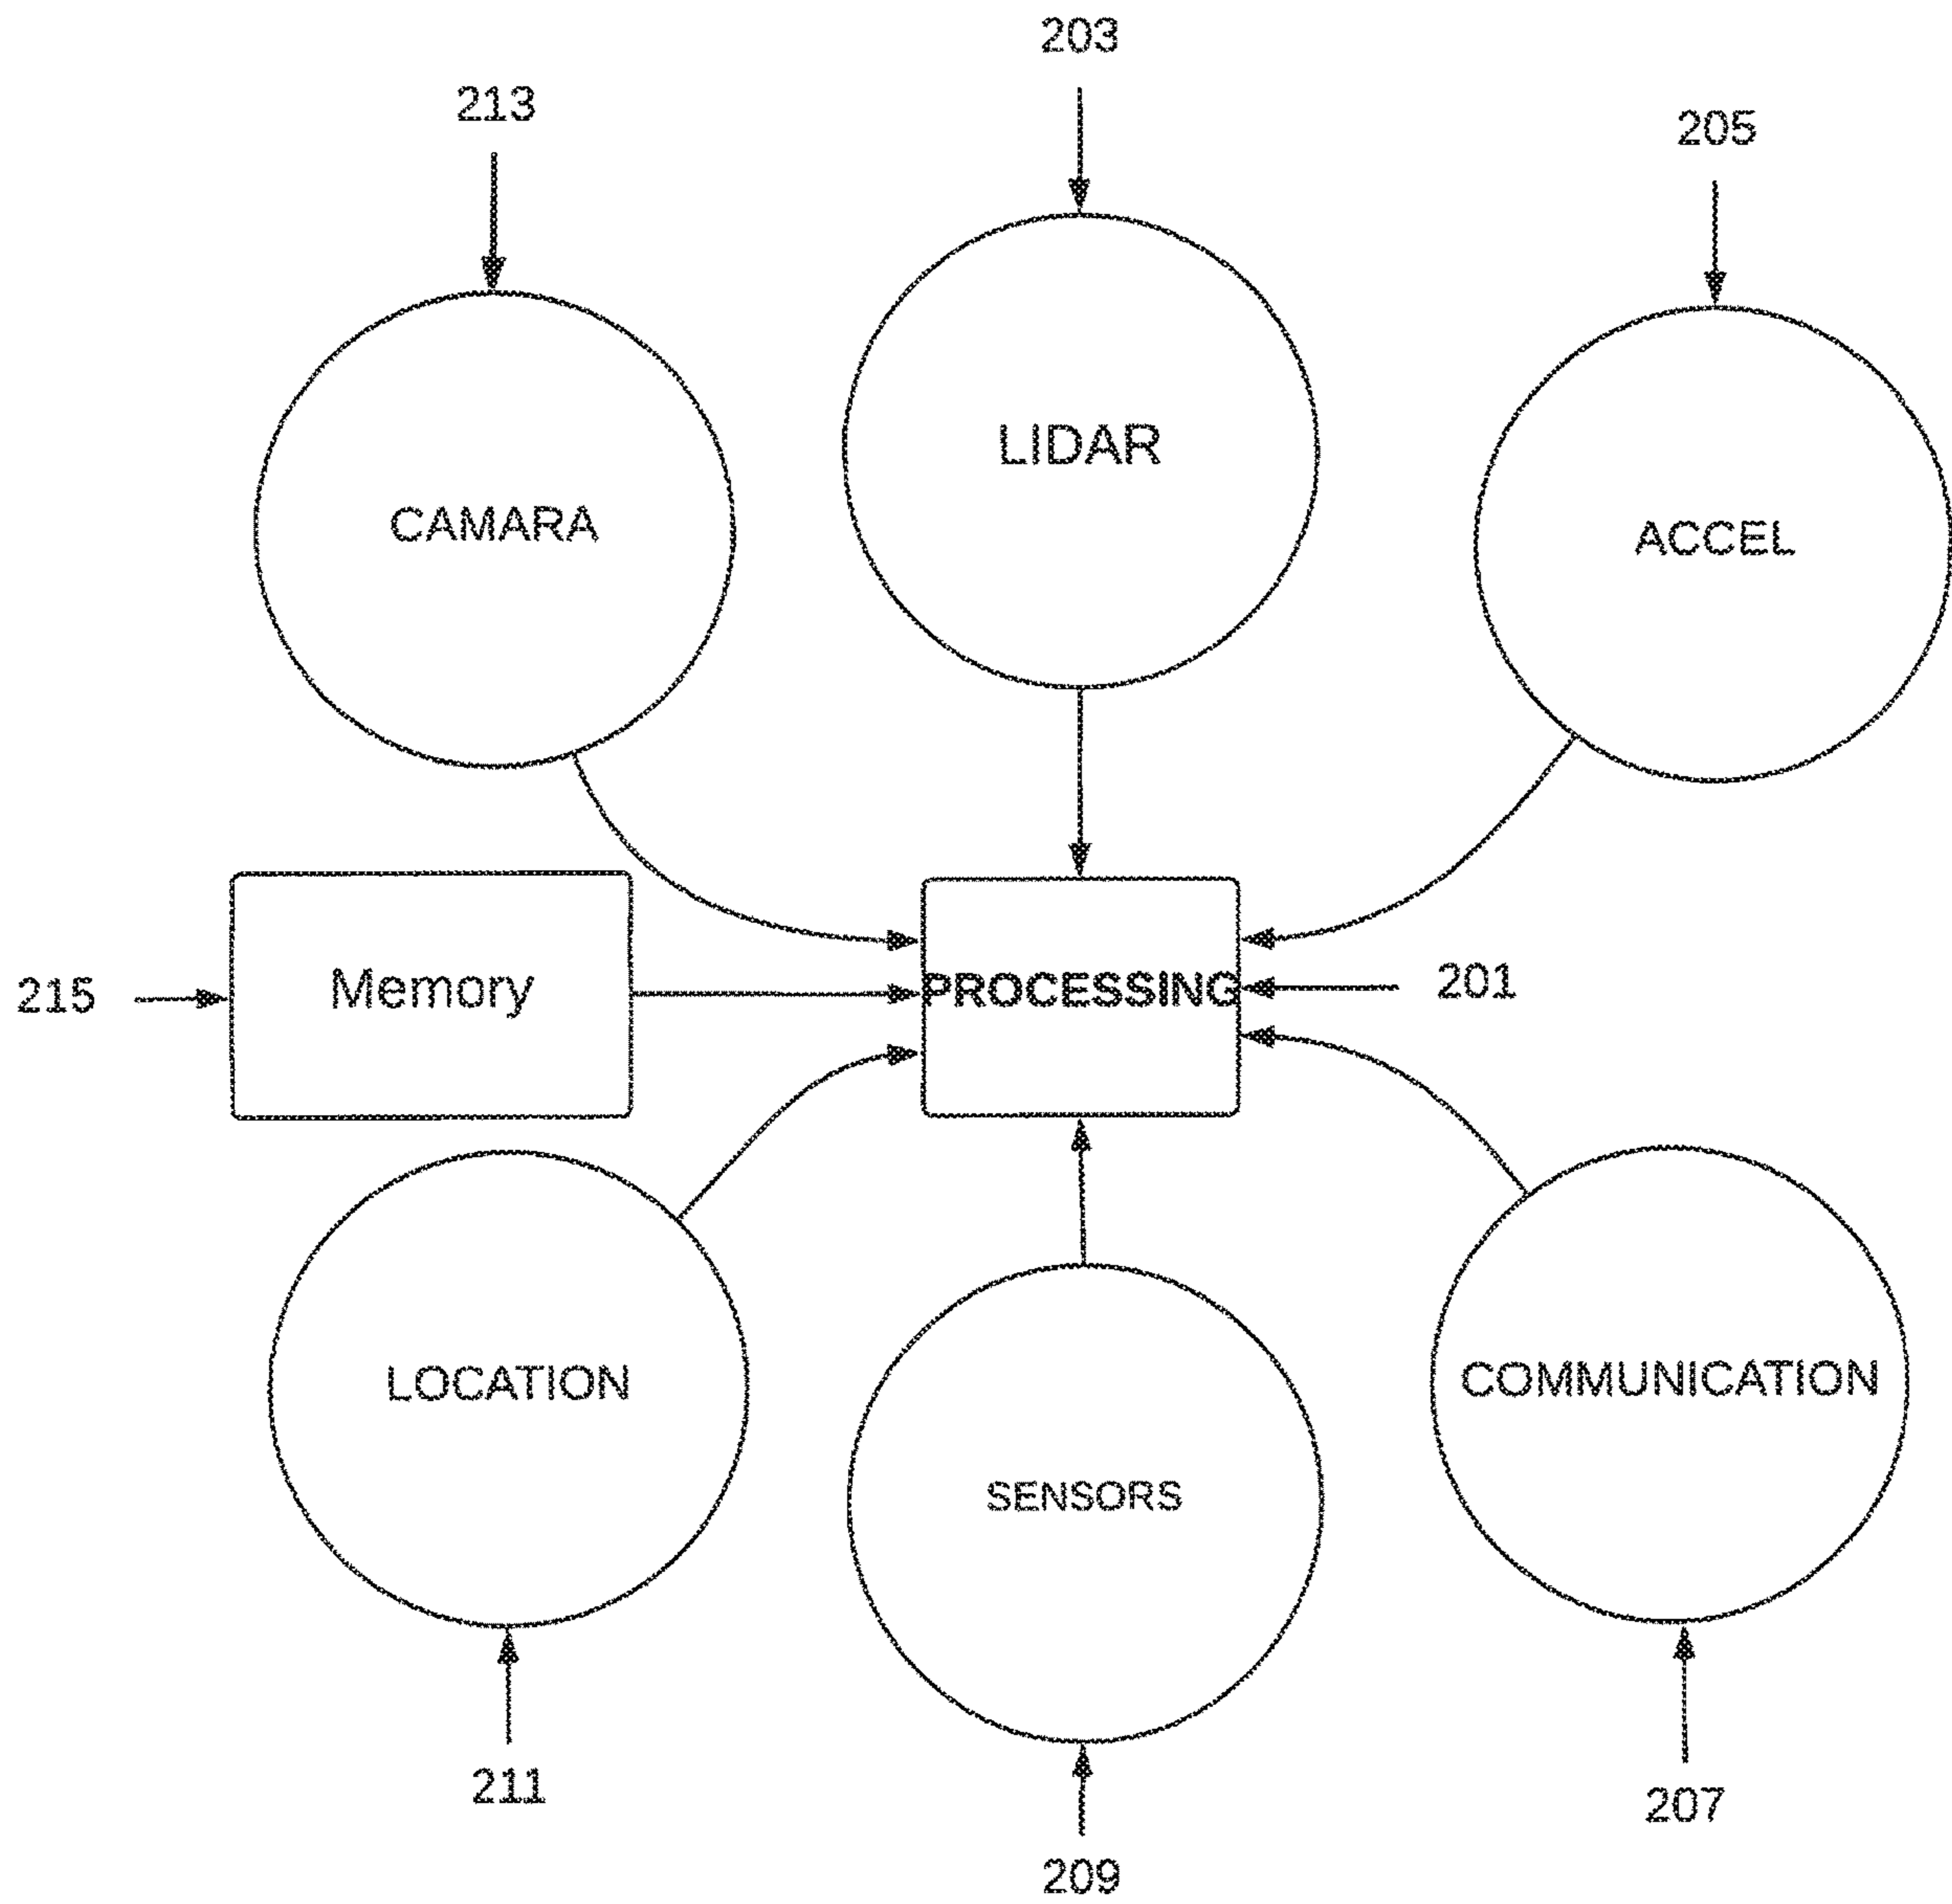 203
213
205
LIDAR
CAMARA
ACCEL
Memory
PROCESSING
215
201
LOCATION
COMMUNICATION
SENSORS
211
207
209